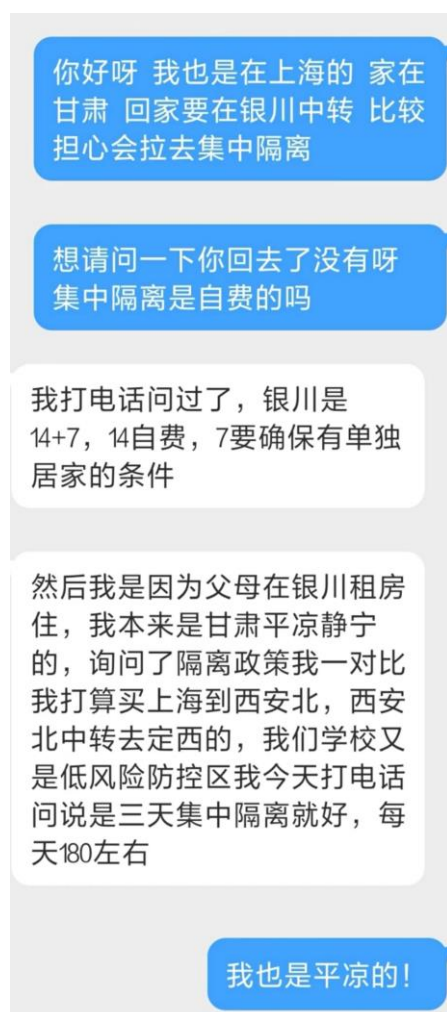 你好呀 我也是在上海的 家在
甘肃 回家要在银川中转 比较
担心会拉去集中隔离
想请问一下你回去了没有呀
集中隔离是自费的吗
我打电话问过了，银川是
14+7，14自费，7要确保有单独
居家的条件
然后我是因为父母在银川租房
住，我本来是甘肃平凉静宁
的，询问了隔离政策我一对比
我打算买上海到西安北，西安
北中转去定西的，我们学校又
是低风险防控区我今天打电话
问说是三天集中隔离就好，每
天180左右
我也是平凉的！